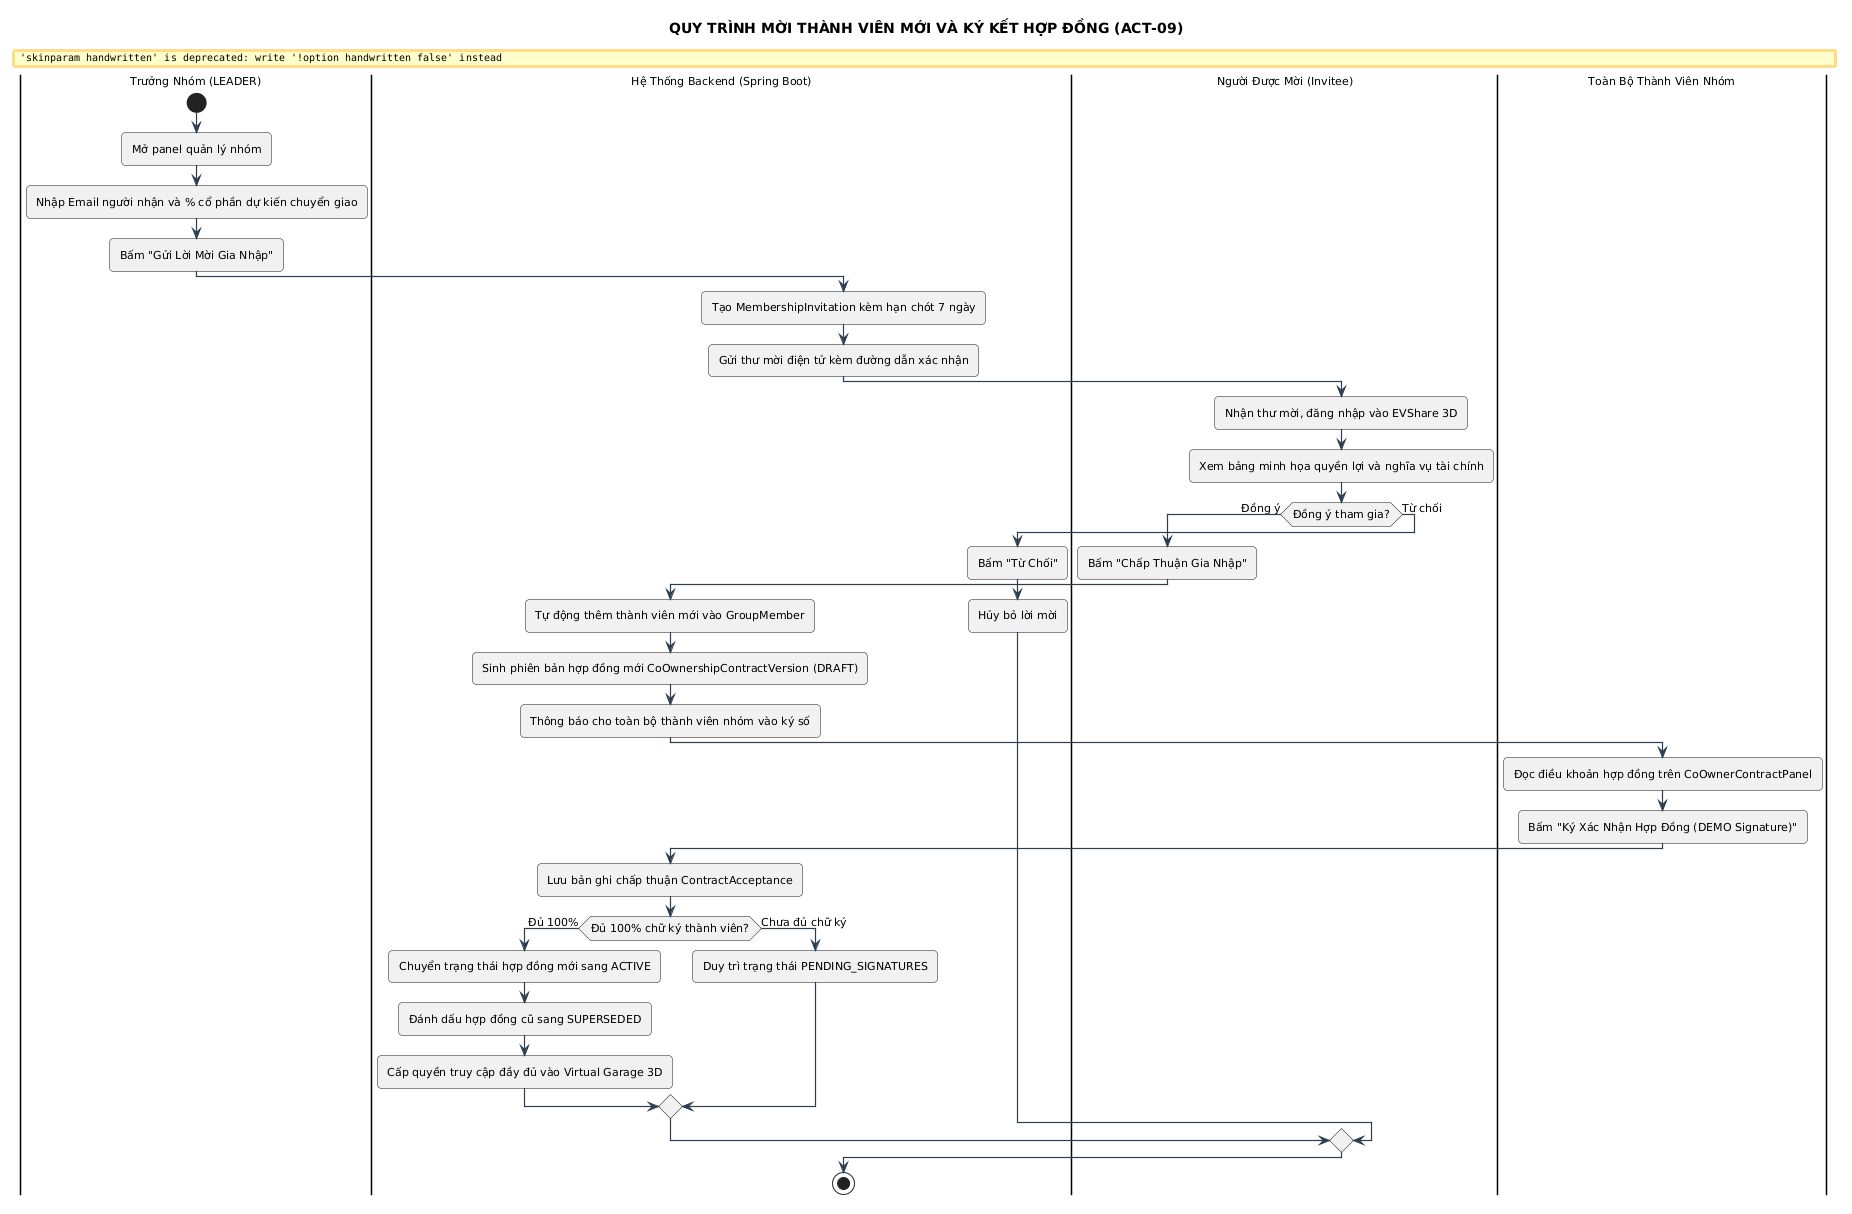 QUY TRÌNH MỜI THÀNH VIÊN MỚI VÀ KÝ KẾT HỢP ĐỒNG (ACT-09)
'skinparam handwritten' is deprecated: write '!option handwritten false' instead
Trưởng Nhóm (LEADER)
Hệ Thống Backend (Spring Boot)
Người Được Mời (Invitee)
Toàn Bộ Thành Viên Nhóm
Mở panel quản lý nhóm
Nhập Email người nhận và % cổ phần dự kiến chuyển giao
Bấm "Gửi Lời Mời Gia Nhập"
Tạo MembershipInvitation kèm hạn chót 7 ngày
Gửi thư mời điện tử kèm đường dẫn xác nhận
Nhận thư mời, đăng nhập vào EVShare 3D
Xem bảng minh họa quyền lợi và nghĩa vụ tài chính
Đồng ý
Đồng ý tham gia?
Từ chối
Bấm "Từ Chối"
Bấm "Chấp Thuận Gia Nhập"
Tự động thêm thành viên mới vào GroupMember
Hủy bỏ lời mời
Sinh phiên bản hợp đồng mới CoOwnershipContractVersion (DRAFT)
Thông báo cho toàn bộ thành viên nhóm vào ký số
Đọc điều khoản hợp đồng trên CoOwnerContractPanel
Bấm "Ký Xác Nhận Hợp Đồng (DEMO Signature)"
Lưu bản ghi chấp thuận ContractAcceptance
Đủ 100%
Đủ 100% chữ ký thành viên?
Chưa đủ chữ ký
Chuyển trạng thái hợp đồng mới sang ACTIVE
Duy trì trạng thái PENDING_SIGNATURES
Đánh dấu hợp đồng cũ sang SUPERSEDED
Cấp quyền truy cập đầy đủ vào Virtual Garage 3D